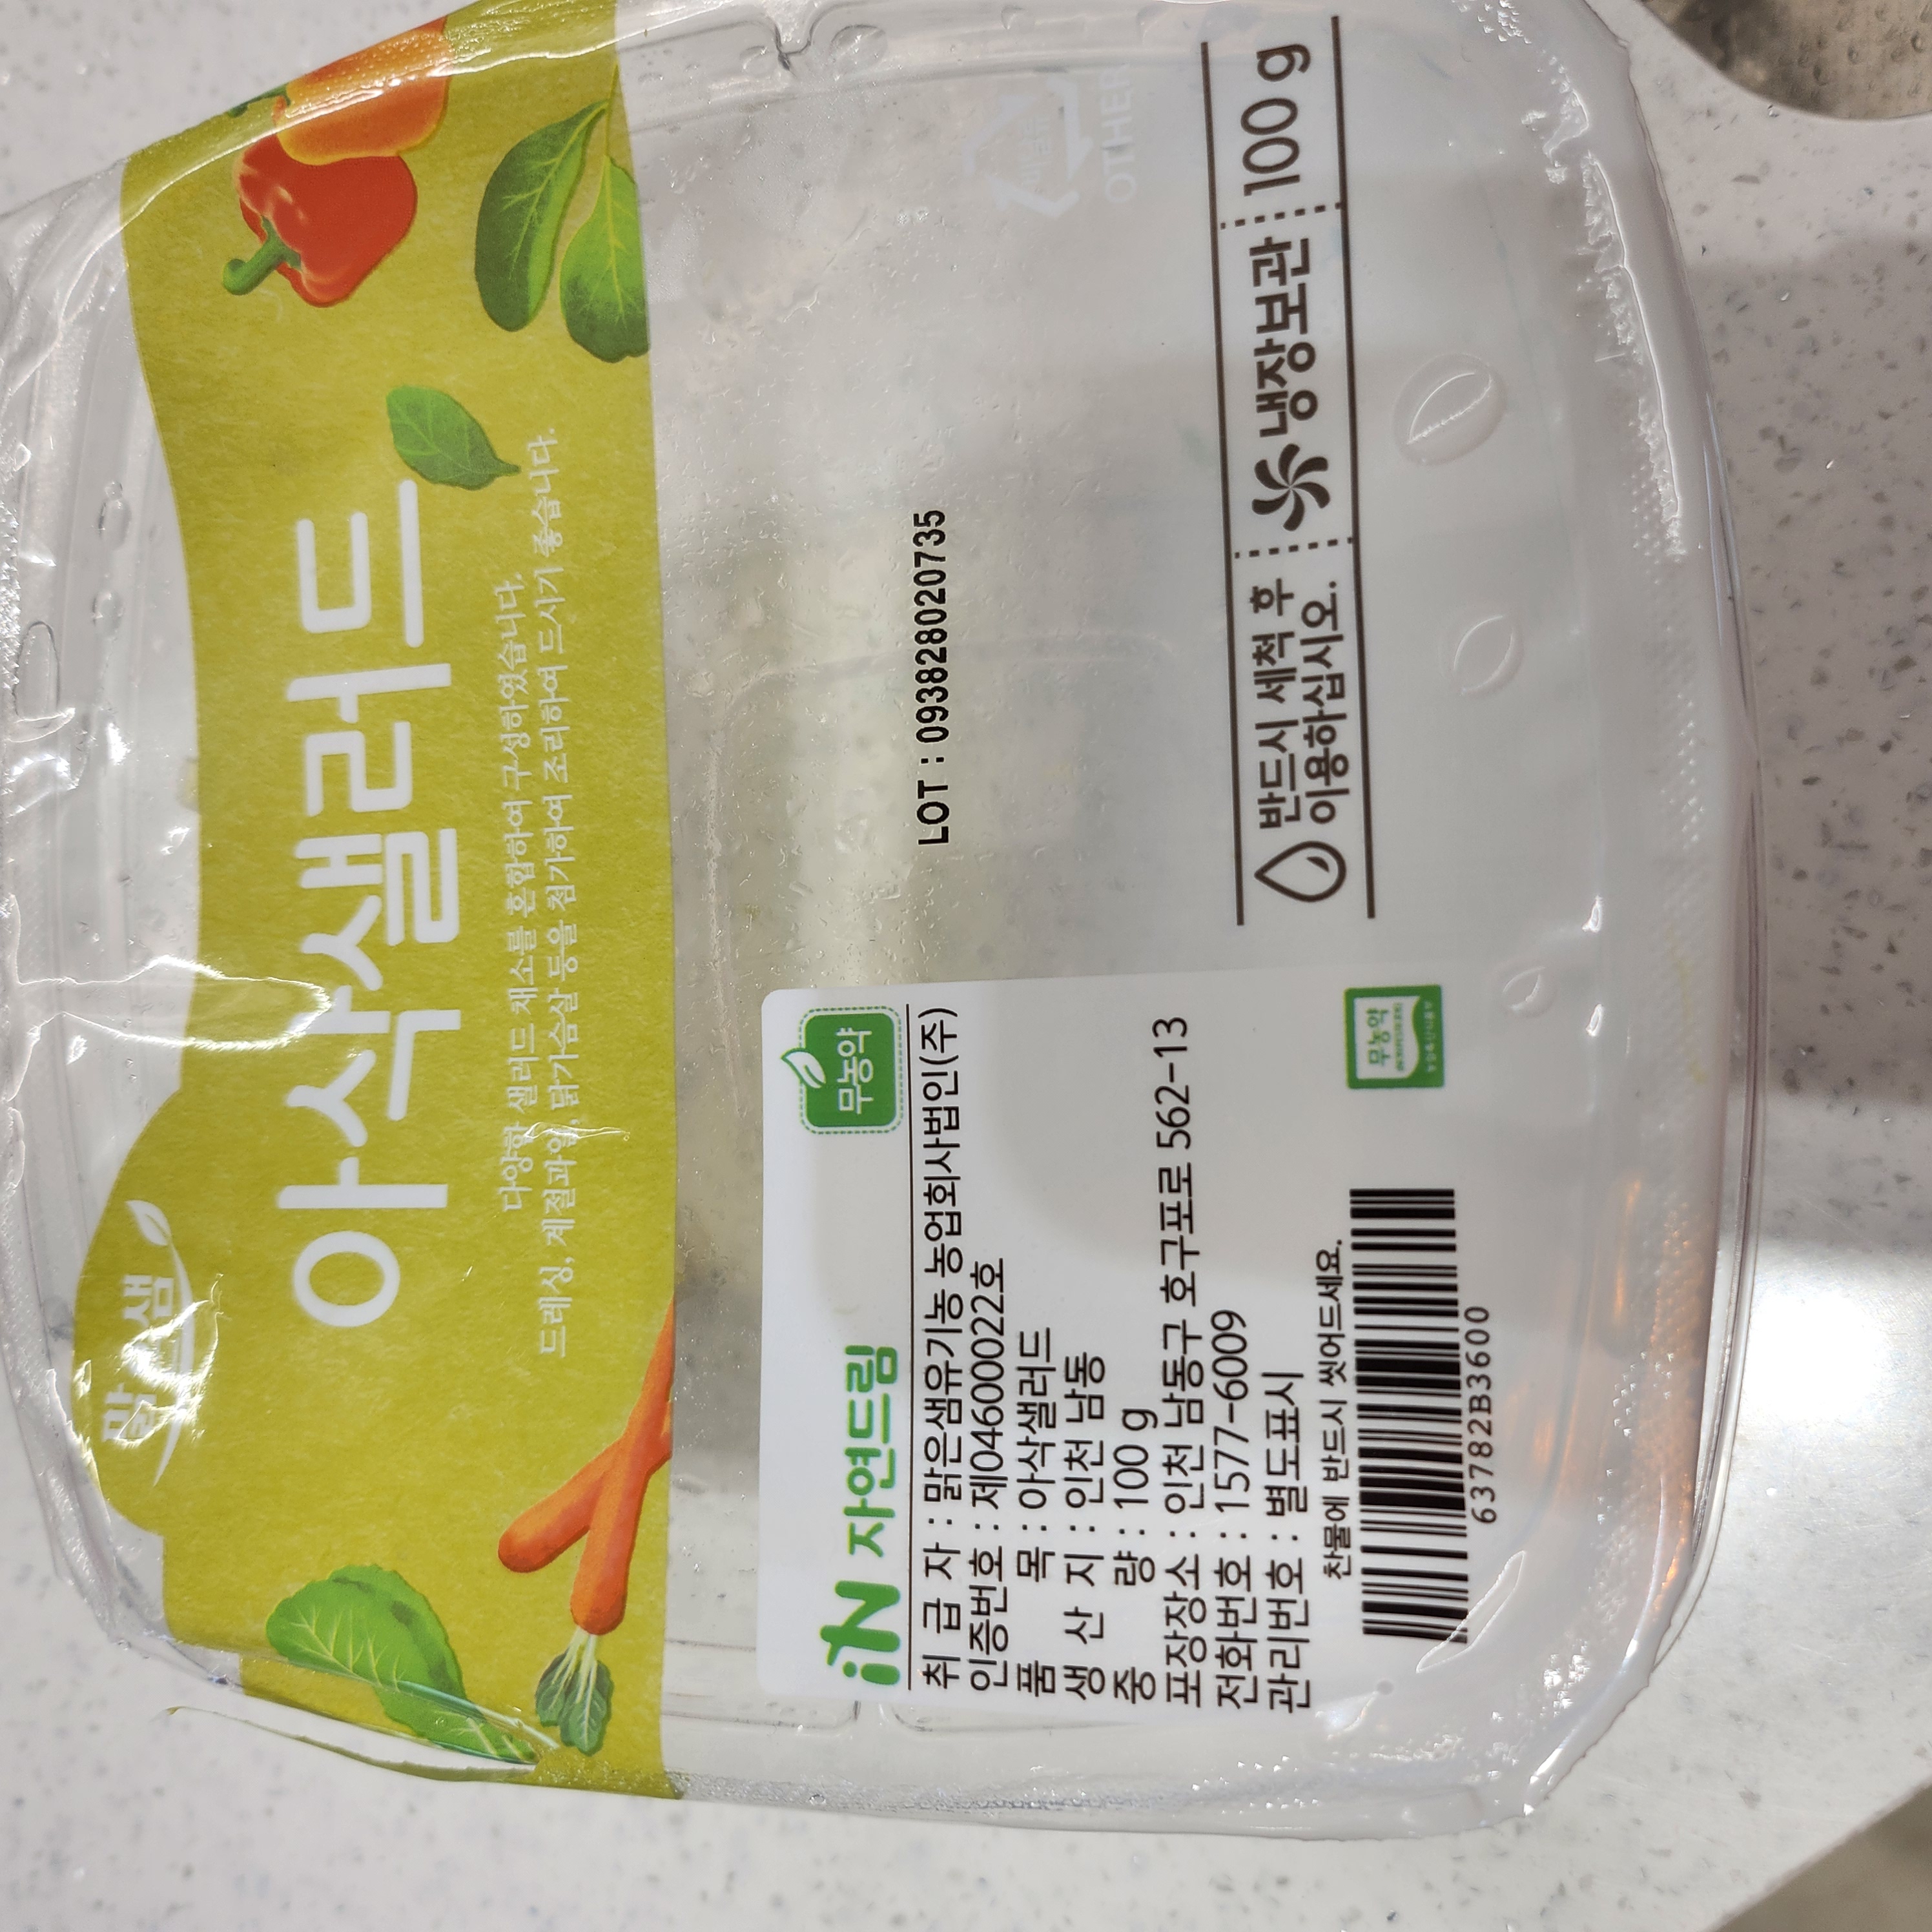 맑은샘
아삭샐러드
다양한 샐러드 채소를 혼합하여 구성하였습니다.
드레싱, 계절과일, 닭가슴살 등을 첨가하여 조리하여 드시기 좋습니다.
OTHER
LOT : 09382802​0735
반드시 세척 후
이용하십시오.
냉장보관
100 g
iN 자연드림
무농약
취 급 자 : 맑은샘유기농 농업회사법인(주)
인증번호 : 제04600022호
품 목 : 아삭샐러드
생 산 지 : 인천 남동
중 량 : 100 g
포장장소 : 인천 남동구 호구포로 562-13
전화번호 : 1577-6009
관리번호 : 별도표시
찬물에 반드시 씻어드세요.
63782B3600
무농약